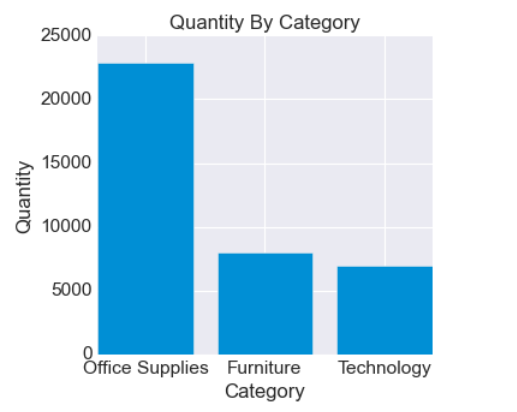 Quantity By Category
25000
20000
15000
10000
5000
0
Quantity
Office Supplies Furniture Technology
Category